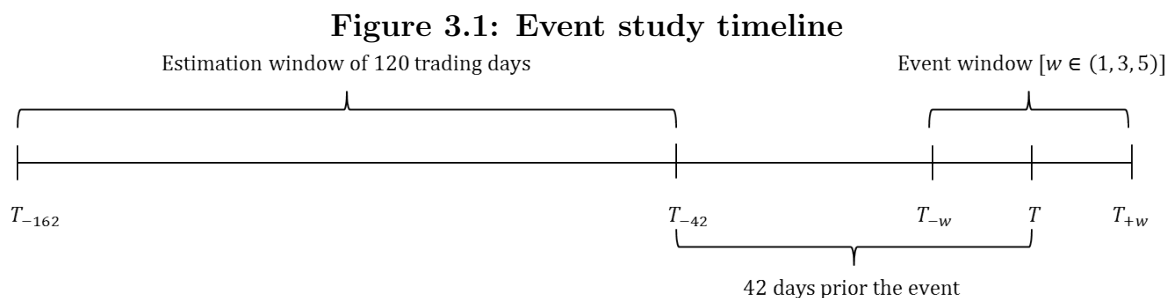 Figure 3.1: Event study timeline
Estimation window of 120 trading days
Event window [w ∈ (1, 3, 5)]
T₋₁₆₂
T₋₄₂
T₋w
T
T₊w
42 days prior the event